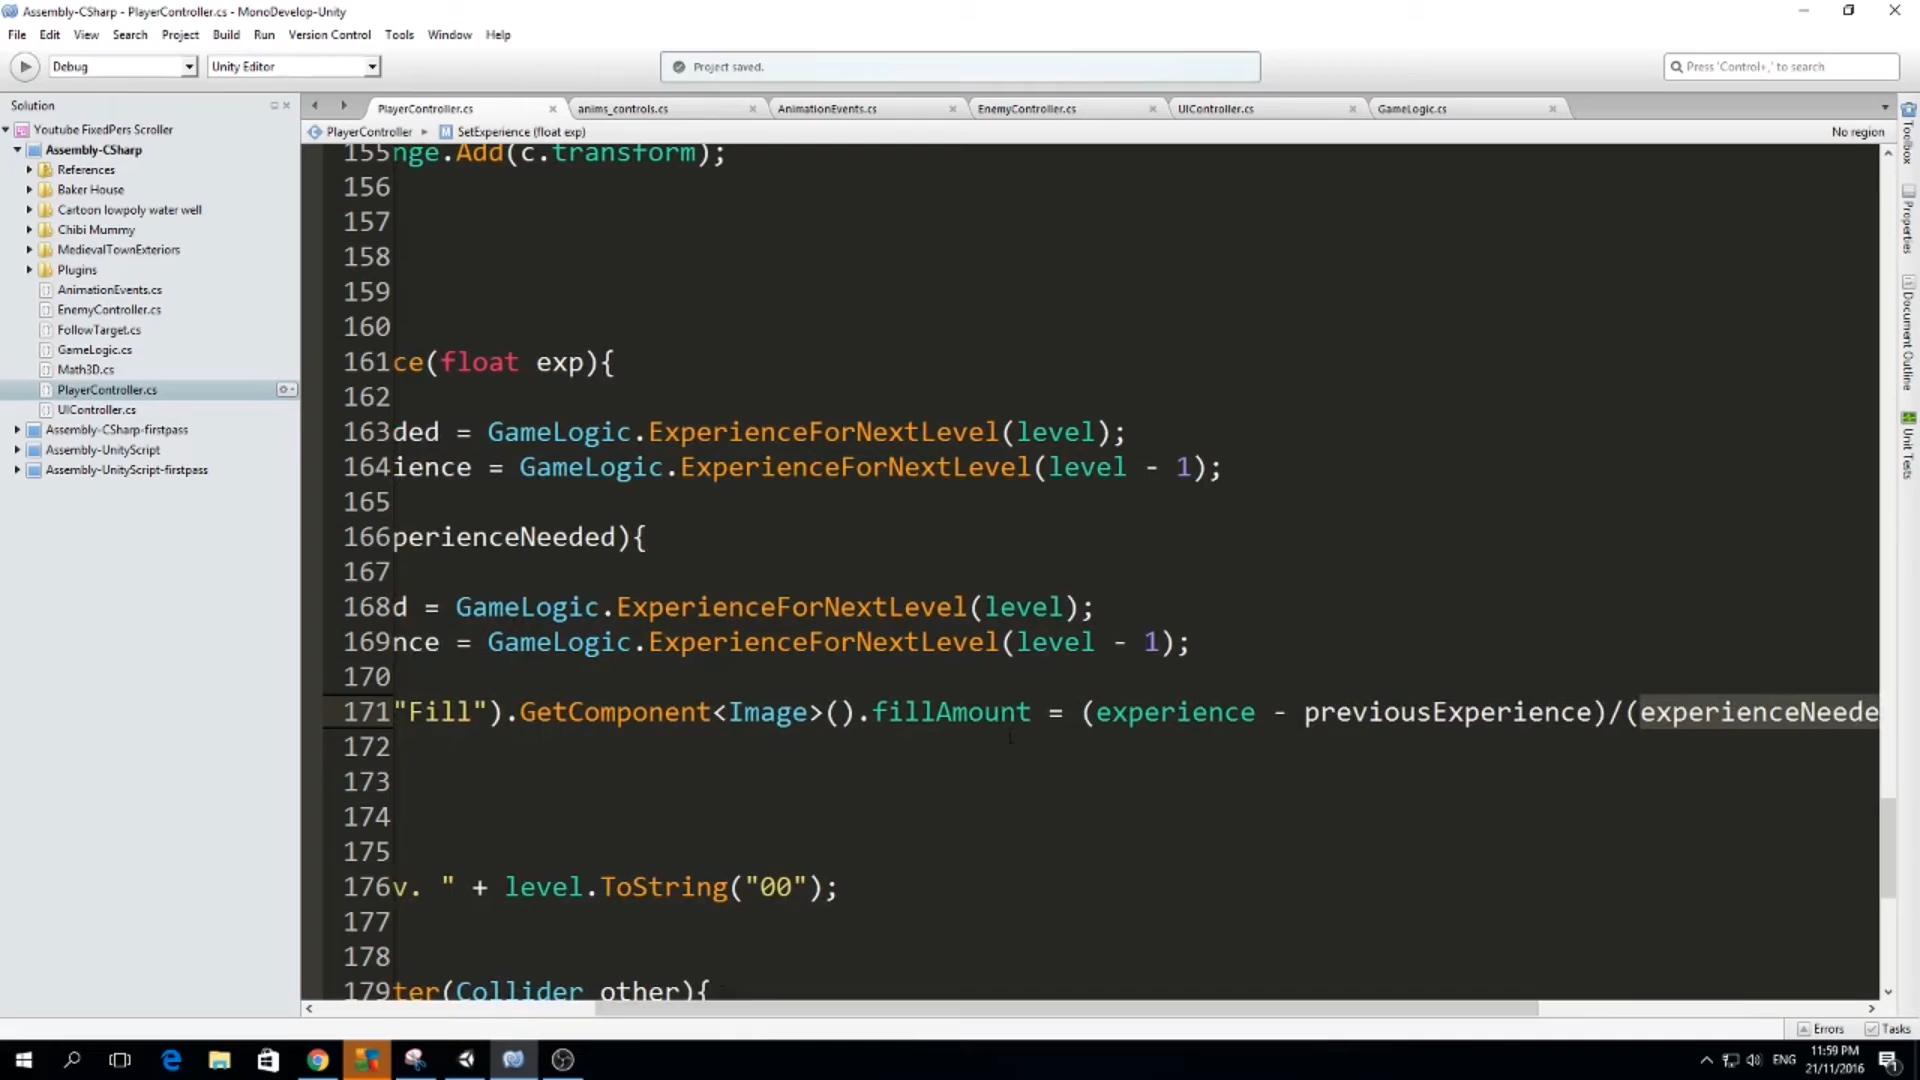 Assembly-CSharp - PlayerController.cs - MonoDevelop-Unity
File Edit View Search Project Build Run Version Control Tools Window Help
Debug Unity Editor Project saved. Press 'Control+,' to search
Solution
Youtube FixedPers Scroller
Assembly-CSharp
References
Baker House
Cartoon lowpoly water well
Chibi Mummy
MedievalTownExteriors
Plugins
AnimationEvents.cs
EnemyController.cs
FollowTarget.cs
GameLogic.cs
Math3D.cs
PlayerController.cs
UIController.cs
Assembly-CSharp-firstpass
Assembly-UnityScript
Assembly-UnityScript-firstpass
PlayerController.cs anims_controls.cs AnimationEvents.cs EnemyController.cs UIController.cs GameLogic.cs
PlayerController SetExperience (float exp) No region
155 nge.Add(c.transform);
156
157
158
159
160
161 ce(float exp){
162
163 ded = GameLogic.ExperienceForNextLevel(level);
164 ience = GameLogic.ExperienceForNextLevel(level - 1);
165
166 perienceNeeded){
167
168 d = GameLogic.ExperienceForNextLevel(level);
169 nce = GameLogic.ExperienceForNextLevel(level - 1);
170
171 "Fill").GetComponent<Image>().fillAmount = (experience - previousExperience)/(experienceNeede
172
173
174
175
176 v. " + level.ToString("00");
177
178
179 ter(Collider other){
Toolbox
Properties
Document Outline
Unit Tests
Errors Tasks
ENG
11:59 PM
21/11/2016
1